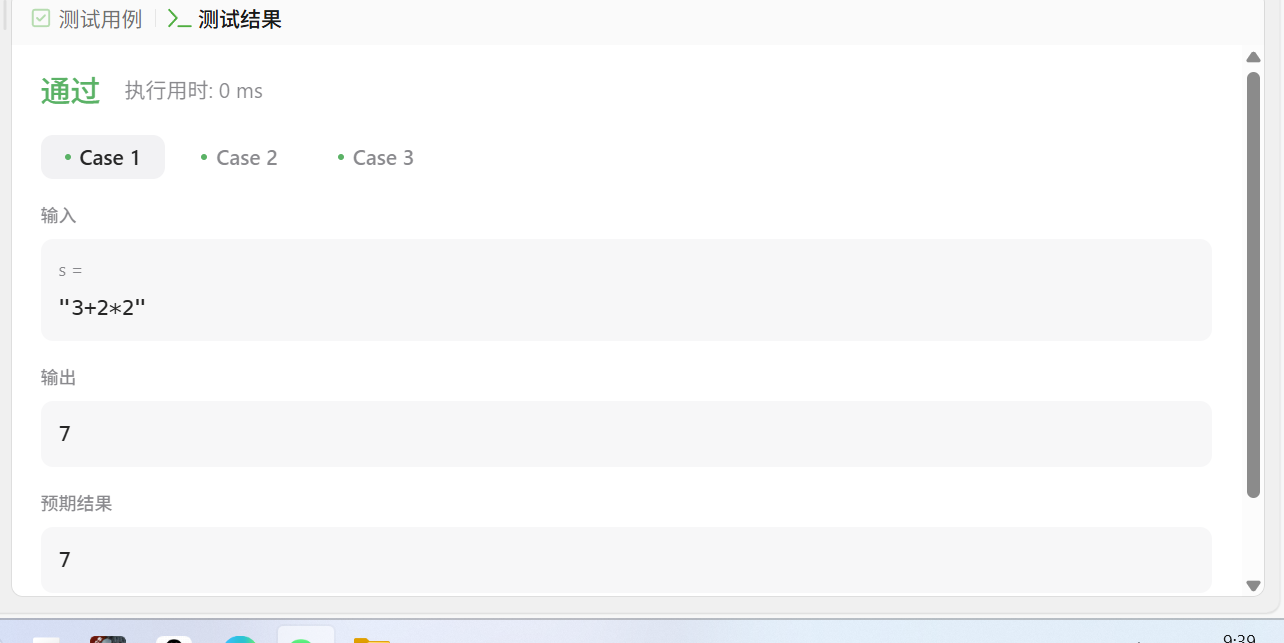 测试用例 测试结果
通过 执行用时: 0 ms
Case 1 Case 2 Case 3
输入
s =
"3+2*2"
输出
7
预期结果
7
9:39